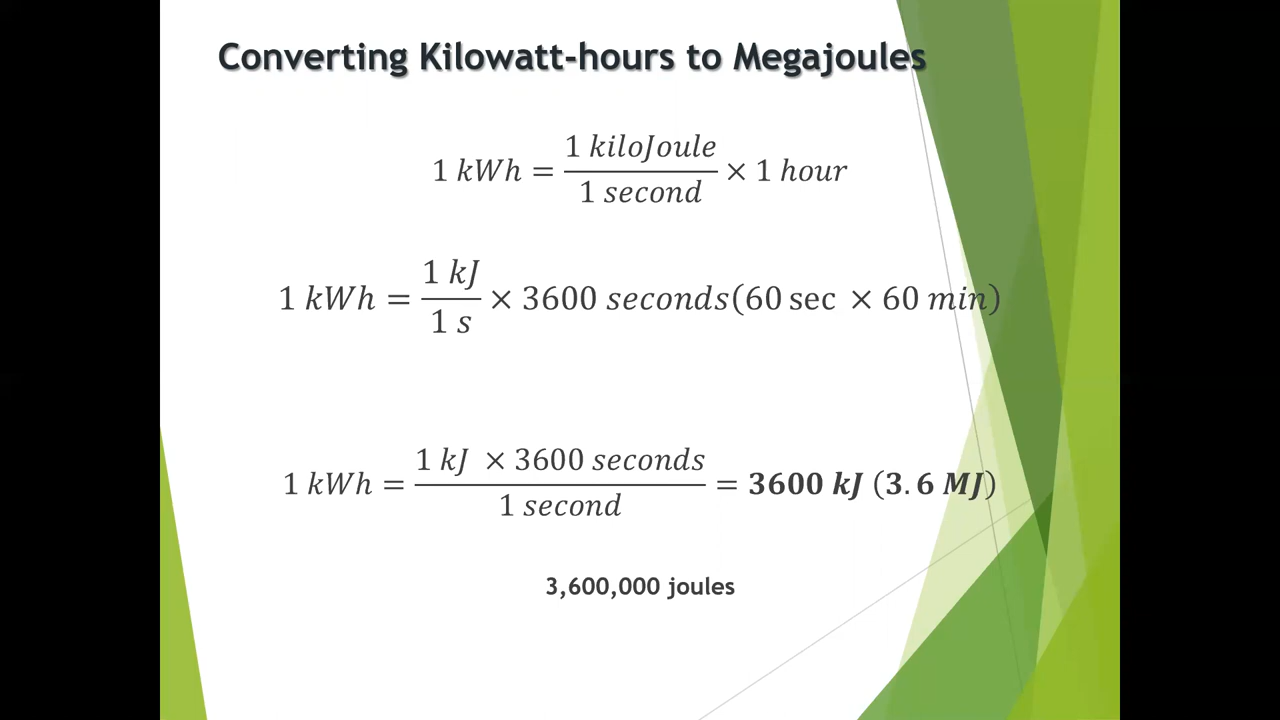 Converting Kilowatt-hours to Megajoules
1 kWh = 1 kiloJoule / 1 second × 1 hour
1 kWh = 1 kJ / 1 s × 3600 seconds(60 sec × 60 min)
1 kWh = 1 kJ × 3600 seconds / 1 second = 3600 kJ (3.6 MJ)
3,600,000 joules